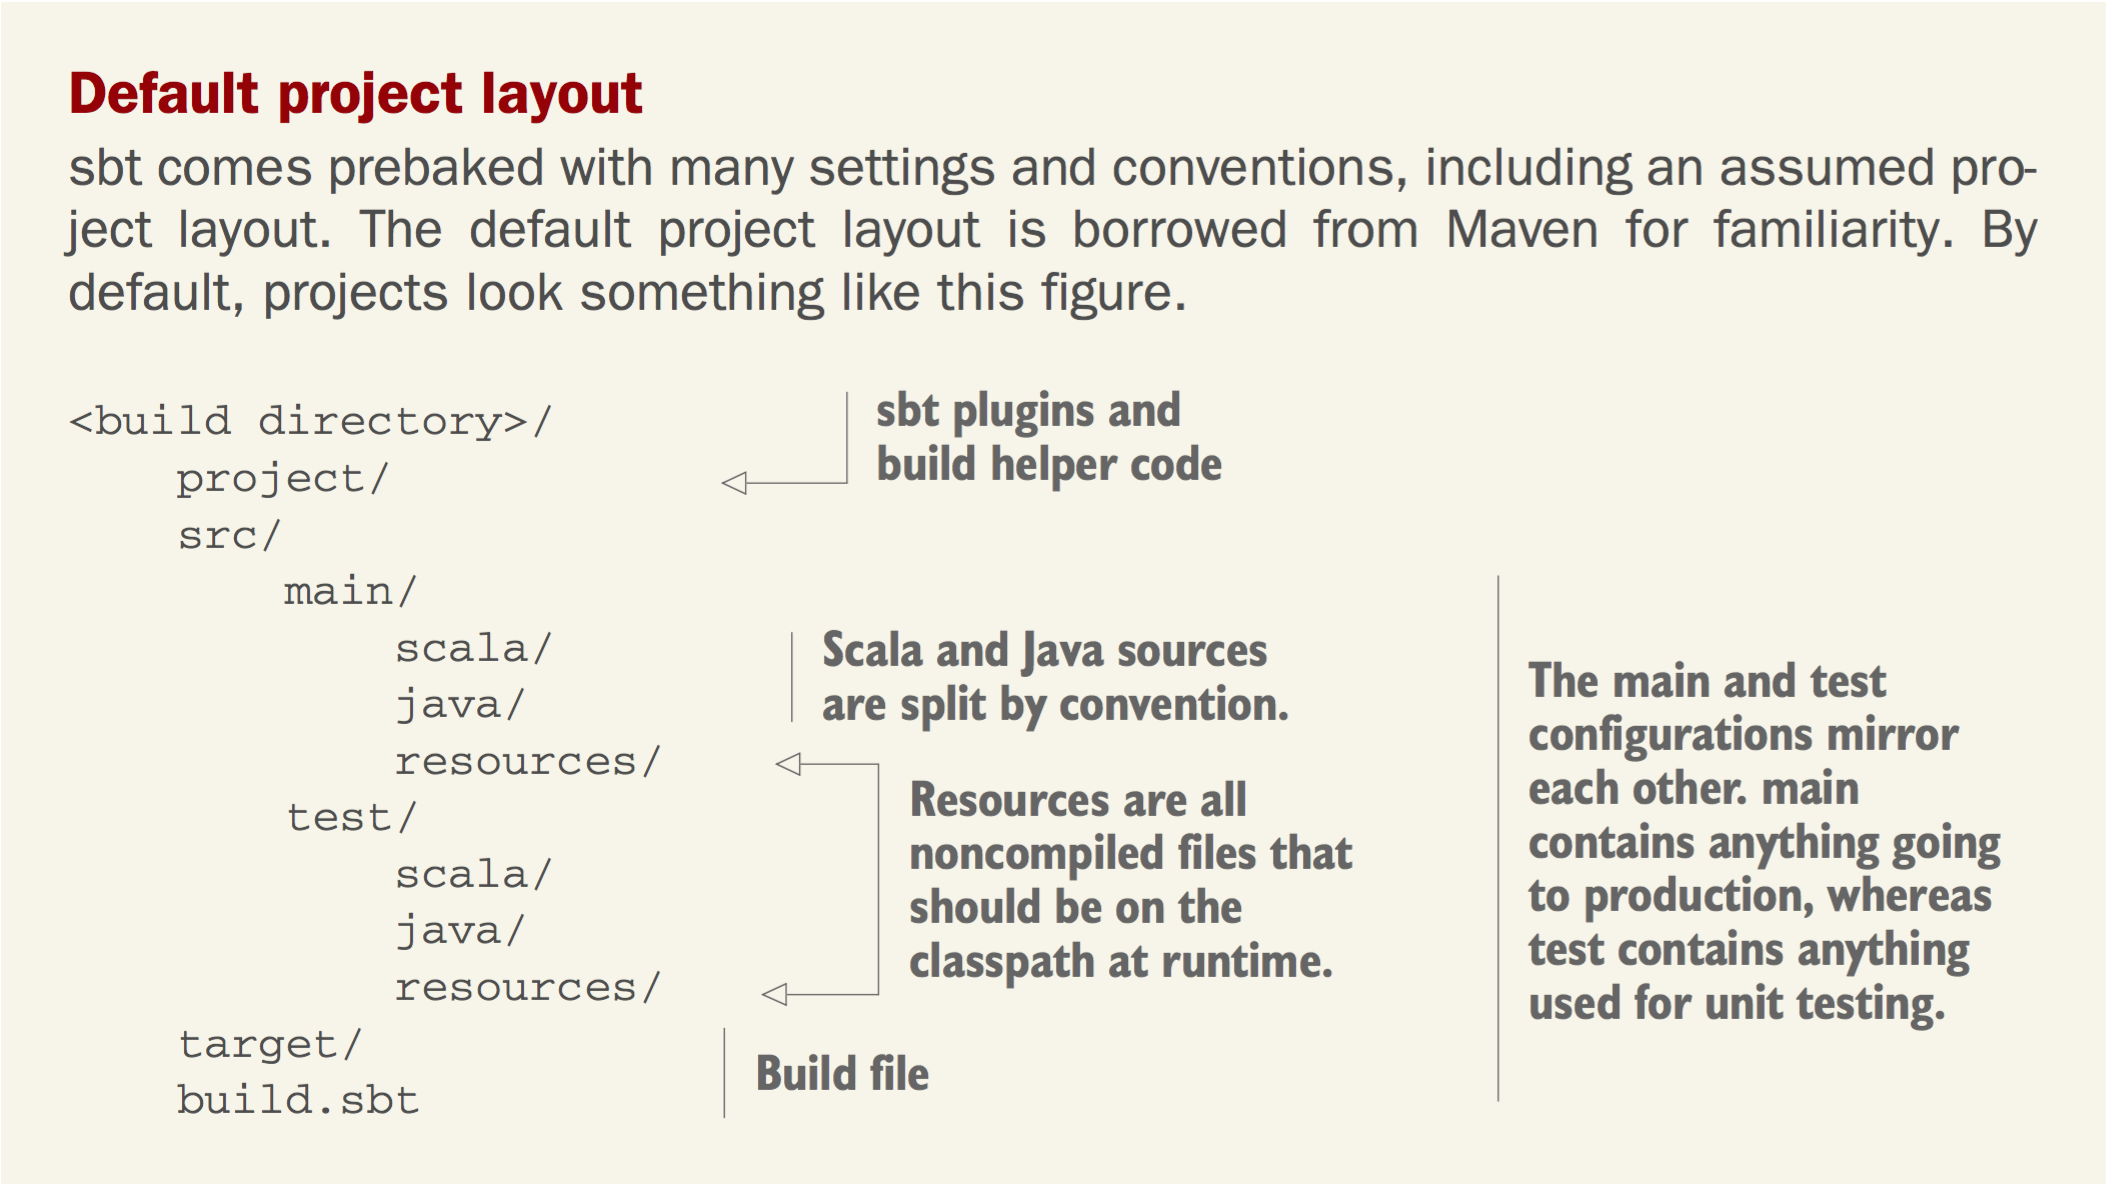 Default project layout
sbt comes prebaked with many settings and conventions, including an assumed pro-
ject layout. The default project layout is borrowed from Maven for familiarity. By
default, projects look something like this figure.
<build directory>/
project/
sbt plugins and
build helper code
src/
main/
scala/
java/
Scala and Java sources
are split by convention.
resources/
test/
scala/
java/
resources/
Resources are all
noncompiled files that
should be on the
classpath at runtime.
target/
build.sbt
Build file
The main and test
configurations mirror
each other. main
contains anything going
to production, whereas
test contains anything
used for unit testing.